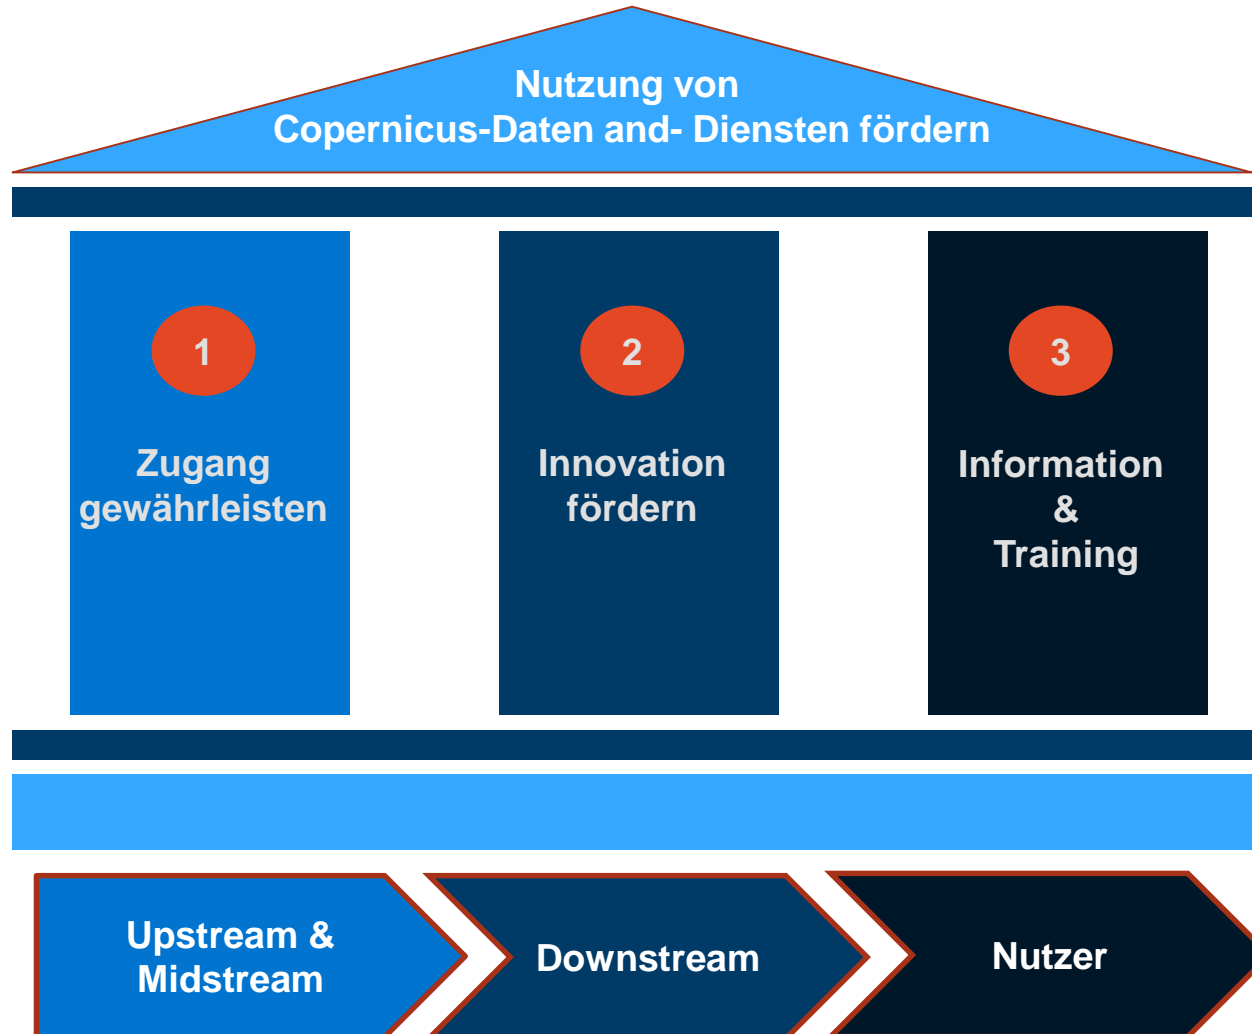 Nutzung von
Copernicus-Daten and- Diensten fördern
1
Zugang
gewährleisten
2
Innovation
fördern
3
Information
&
Training
Upstream &
Midstream
Downstream
Nutzer